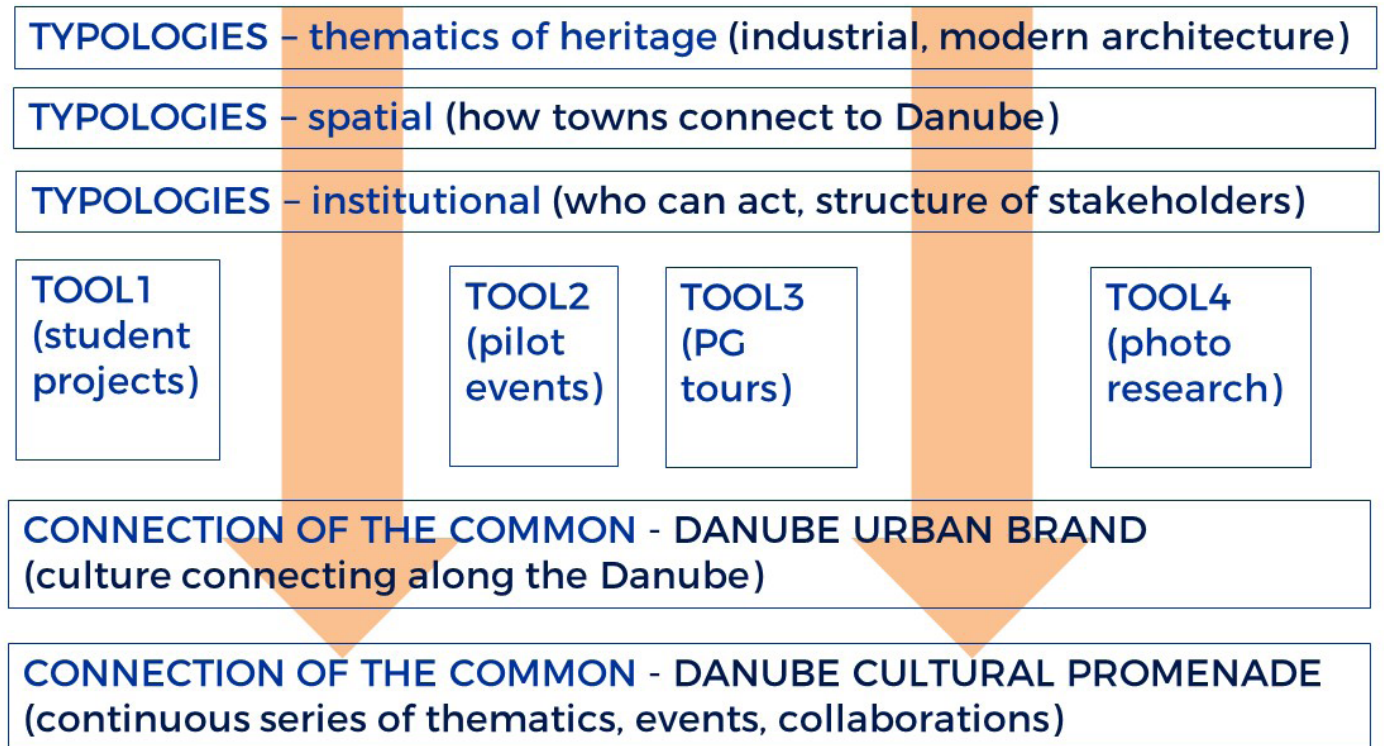 TYPOLOGIES – thematics of heritage (industrial, modern architecture)
TYPOLOGIES – spatial (how towns connect to Danube)
TYPOLOGIES – institutional (who can act, structure of stakeholders)
TOOL1
(student
projects)
TOOL2
(pilot
events)
TOOL3
(PG
tours)
TOOL4
(photo
research)
CONNECTION OF THE COMMON - DANUBE URBAN BRAND
(culture connecting along the Danube)
CONNECTION OF THE COMMON - DANUBE CULTURAL PROMENADE
(continuous series of thematics, events, collaborations)